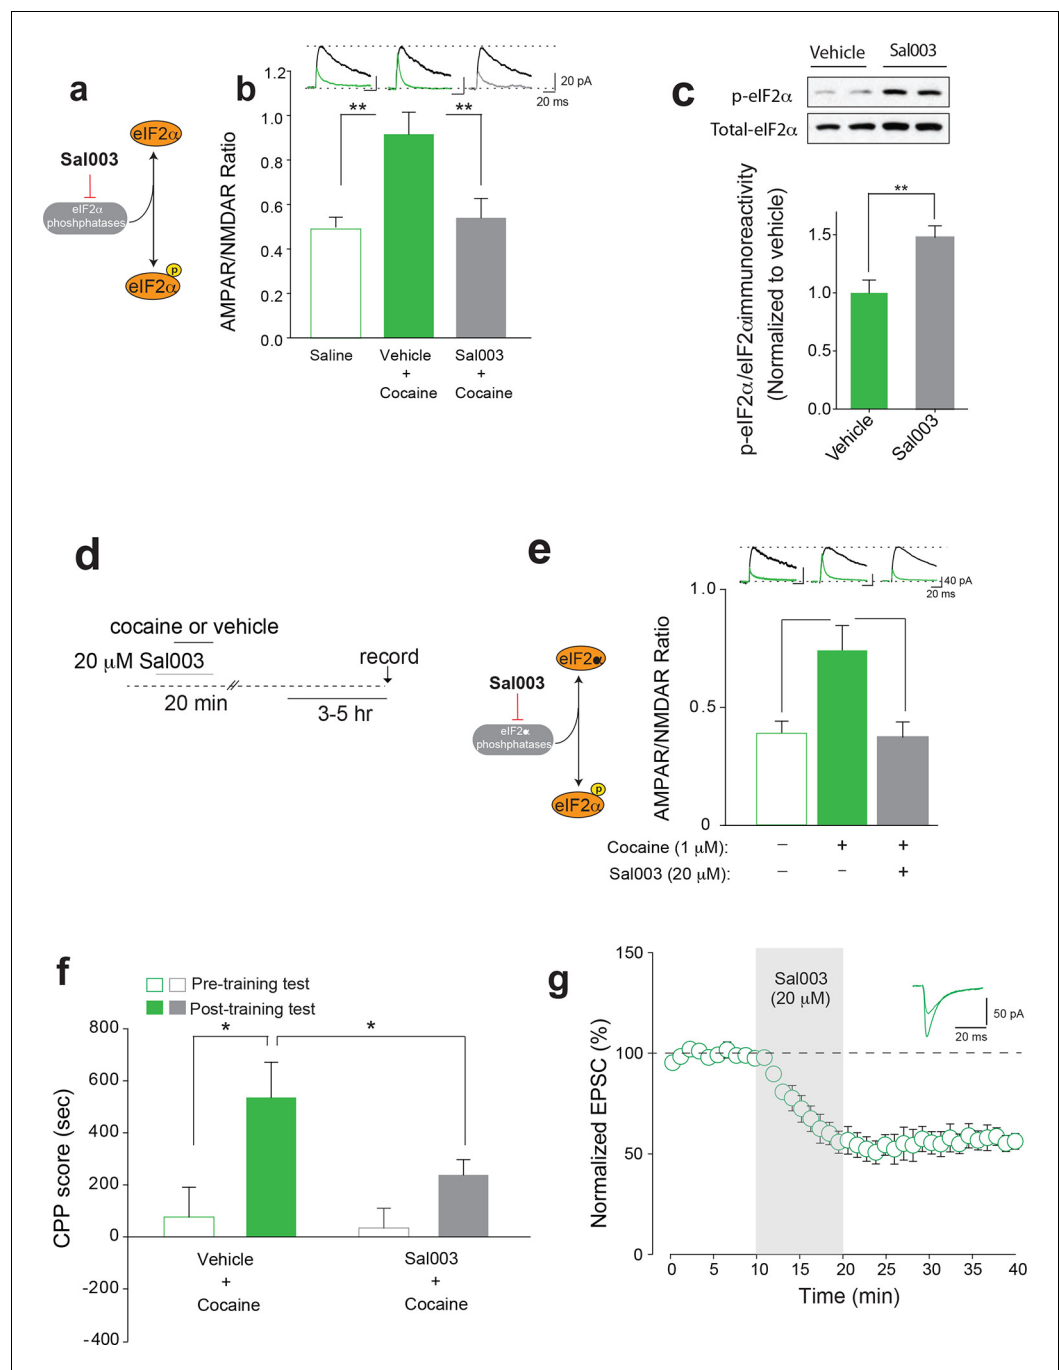 a
eIF2α
Sal003
eIF2α
phoshphatases
p
eIF2α
b
20 pA
20 ms
1.2
1.0
0.8
0.6
0.4
0.2
0.0
AMPAR/NMDAR Ratio
**
**
Saline
Vehicle
+
Cocaine
Sal003
+
Cocaine
c
Vehicle
Sal003
p-eIF2α
Total-eIF2α
p-eIF2α/eIF2αimmunoreactivity
(Normalized to vehicle)
**
1.5
1.0
0.5
0.0
Vehicle
Sal003
d
cocaine or vehicle
20 μM Sal003
20 min
record
3-5 hr
e
eIF2α
Sal003
eIF2α
phoshphatases
p
eIF2α
40 pA
20 ms
1.0
0.5
0
AMPAR/NMDAR Ratio
Cocaine (1 μM): – + +
Sal003 (20 μM): – – +
f
Pre-training test
Post-training test
800
600
400
200
0
-200
-400
CPP score (sec)
*
*
Vehicle
+
Cocaine
Sal003
+
Cocaine
g
150
100
50
0
Normalized EPSC (%)
Sal003
(20 μM)
50 pA
20 ms
0 5 10 15 20 25 30 35 40
Time (min)